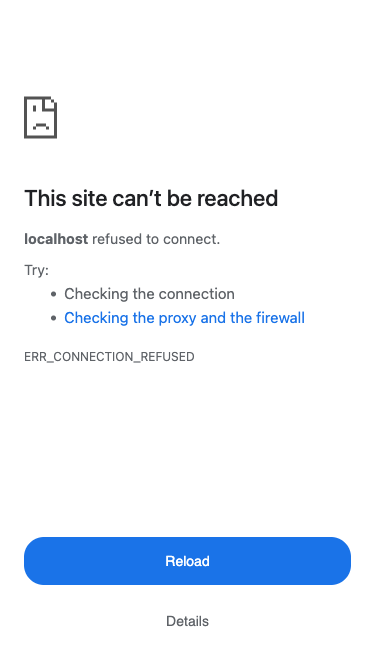 This site can’t be reached
localhost refused to connect.
Try:
• Checking the connection
• Checking the proxy and the firewall
ERR_CONNECTION_REFUSED
Reload
Details